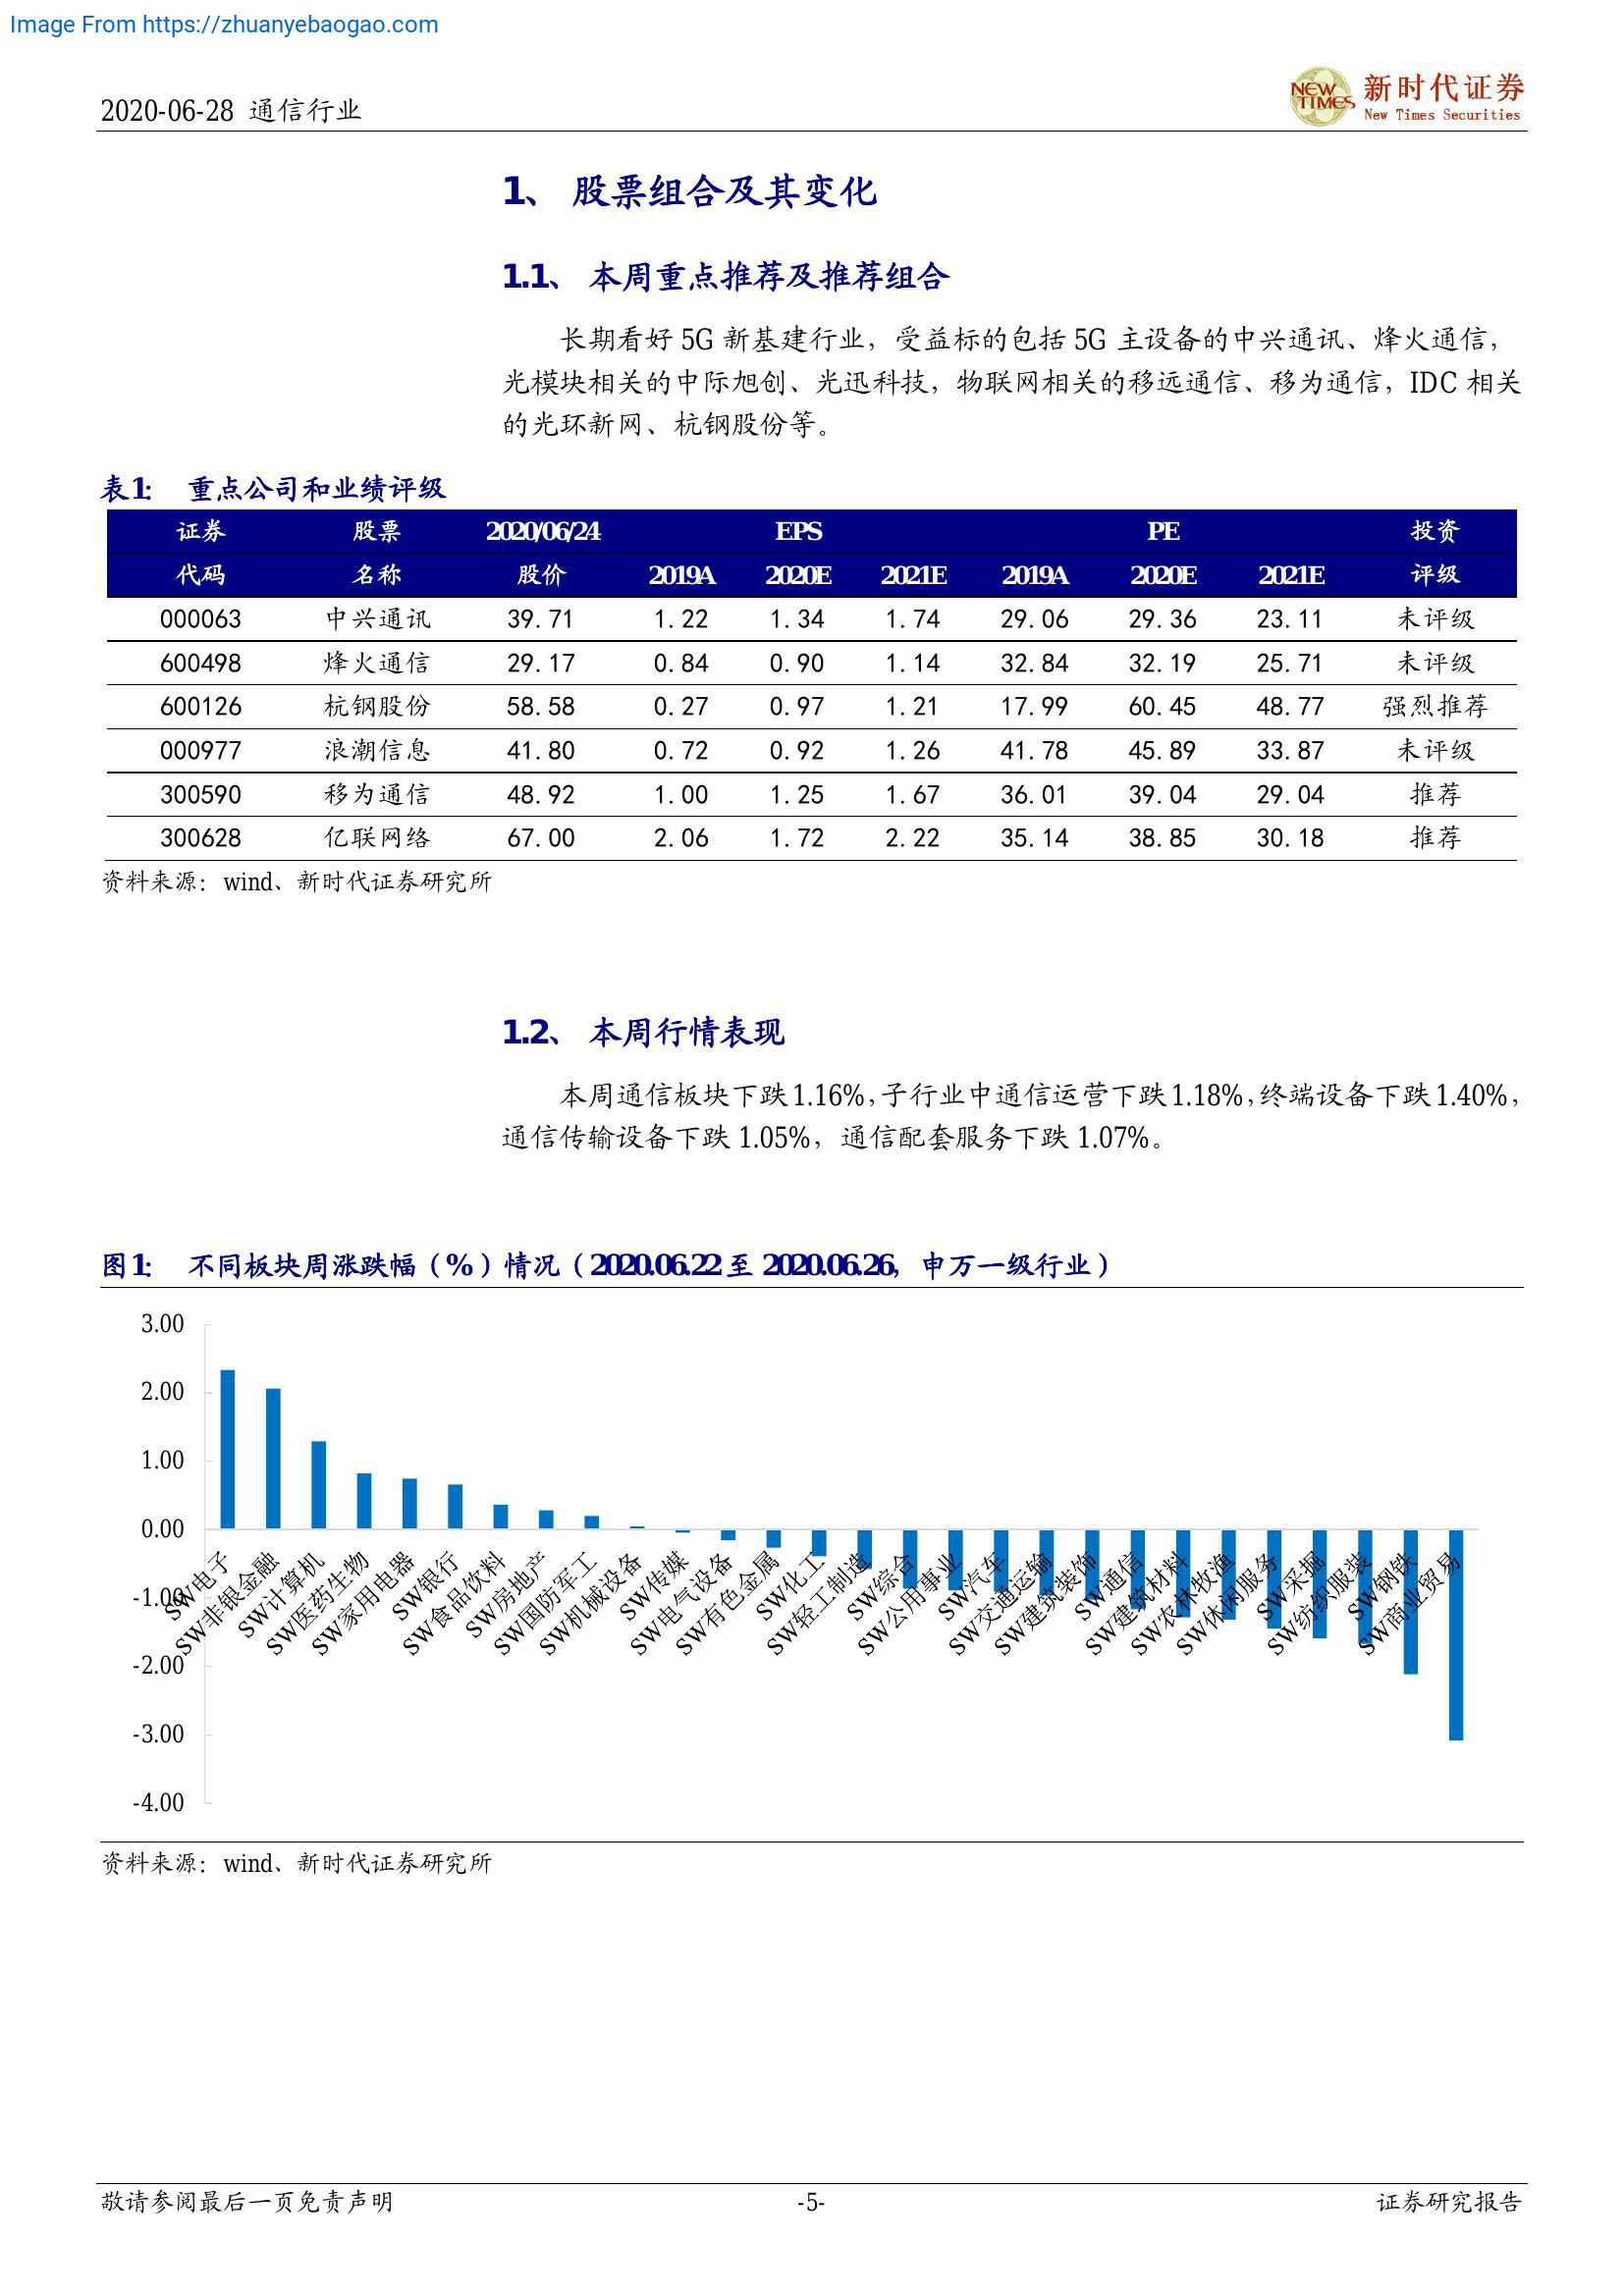 Image From https://zhuanyebaogao.com
2020-06-28 通信行业
NEW TIMES 新时代证券
New Times Securities
1、 股票组合及其变化
1.1、 本周重点推荐及推荐组合
长期看好 5G 新基建行业，受益标的包括 5G 主设备的中兴通讯、烽火通信，
光模块相关的中际旭创、光迅科技，物联网相关的移远通信、移为通信，IDC 相关
的光环新网、杭钢股份等。
表1： 重点公司和业绩评级
证券 股票 2020/06/24 EPS PE 投资
代码 名称 股价 2019A 2020E 2021E 2019A 2020E 2021E 评级
000063 中兴通讯 39.71 1.22 1.34 1.74 29.06 29.36 23.11 未评级
600498 烽火通信 29.17 0.84 0.90 1.14 32.84 32.19 25.71 未评级
600126 杭钢股份 58.58 0.27 0.97 1.21 17.99 60.45 48.77 强烈推荐
000977 浪潮信息 41.80 0.72 0.92 1.26 41.78 45.89 33.87 未评级
300590 移为通信 48.92 1.00 1.25 1.67 36.01 39.04 29.04 推荐
300628 亿联网络 67.00 2.06 1.72 2.22 35.14 38.85 30.18 推荐
资料来源：wind、新时代证券研究所
1.2、 本周行情表现
本周通信板块下跌 1.16%，子行业中通信运营下跌 1.18%，终端设备下跌 1.40%，
通信传输设备下跌 1.05%，通信配套服务下跌 1.07%。
图1： 不同板块周涨跌幅（%）情况（2020.06.22 至 2020.06.26，申万一级行业）
3.00
2.00
1.00
0.00
-1.00
-2.00
-3.00
-4.00
SW电子
SW非银金融
SW计算机
SW医药生物
SW家用电器
SW银行
SW食品饮料
SW房地产
SW国防军工
SW机械设备
SW传媒
SW电气设备
SW有色金属
SW化工
SW轻工制造
SW综合
SW公用事业
SW汽车
SW交通运输
SW建筑装饰
SW通信
SW建筑材料
SW农林牧渔
SW休闲服务
SW采掘
SW纺织服装
SW钢铁
SW商业贸易
资料来源：wind、新时代证券研究所
敬请参阅最后一页免责声明 -5- 证券研究报告